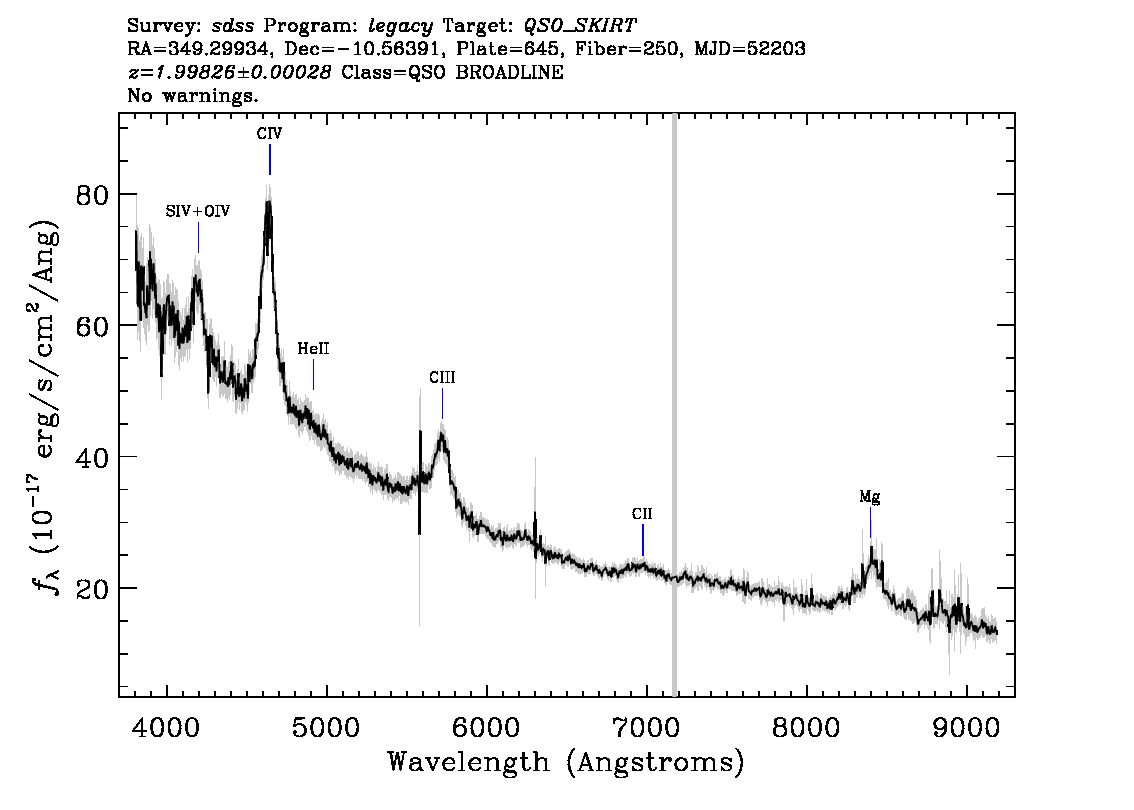 Survey: sdss Program: legacy Target: QSO_SKIRT
RA=349.29934, Dec=−10.56391, Plate=645, Fiber=250, MJD=52203
z=1.99826±0.00028 Class=QSO BROADLINE
No warnings.
CIV
SIV+OIV
HeII
CIII
CII
Mg
80
60
40
20
f_λ (10^−17 erg/s/cm^2/Ang)
4000 5000 6000 7000 8000 9000
Wavelength (Angstroms)